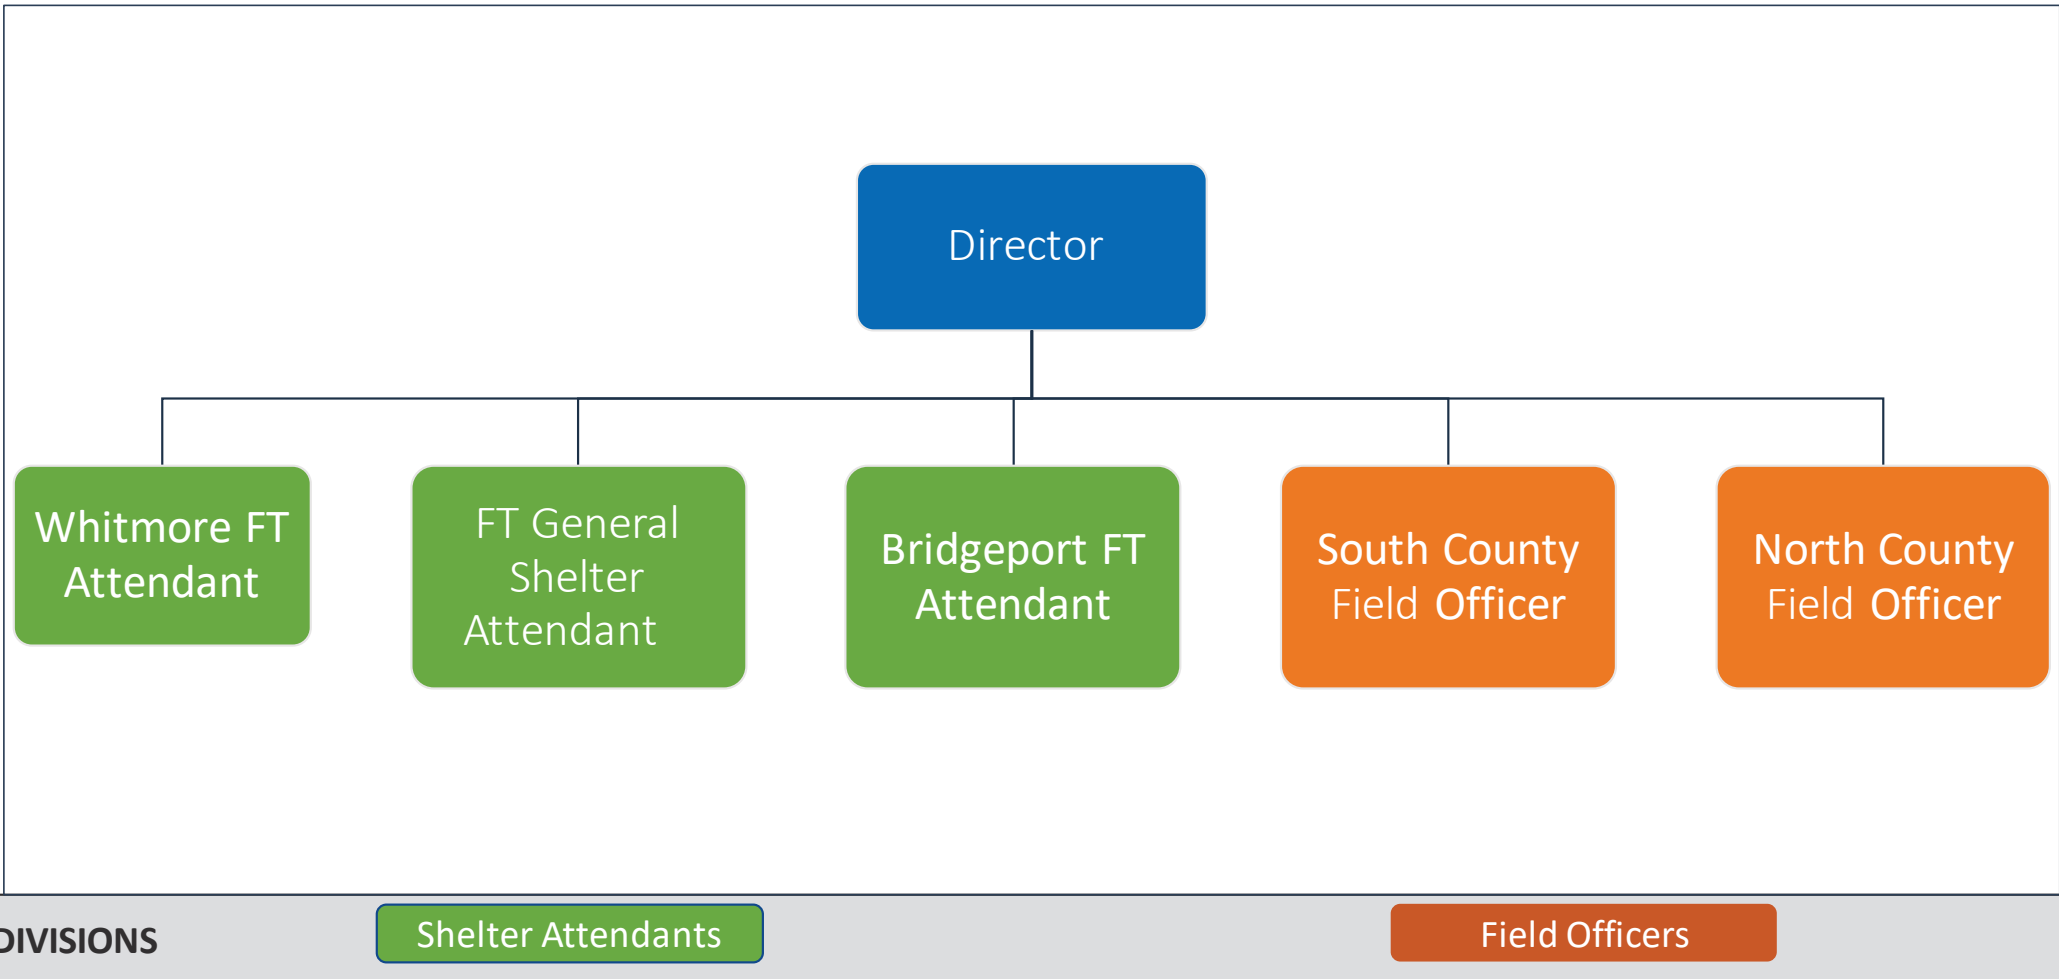 Director
Whitmore FT
Attendant
FT General
Shelter
Attendant
Bridgeport FT
Attendant
South County
Field Officer
North County
Field Officer
DIVISIONS
Shelter Attendants
Field Officers